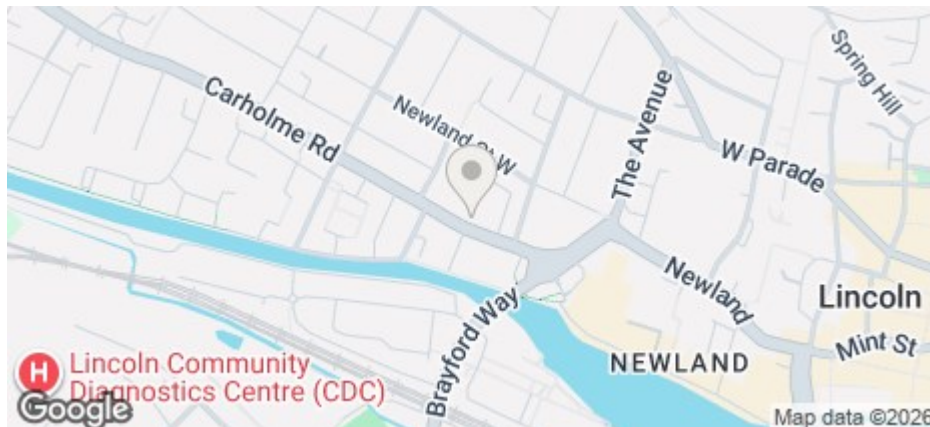 Spring Hill
Carholme Rd
Newland St W
The Avenue
W Parade
Newland
Lincoln
Brayford Way
NEWLAND
Mint St
H
Lincoln Community
Diagnostics Centre (CDC)
Google
Map data ©2026